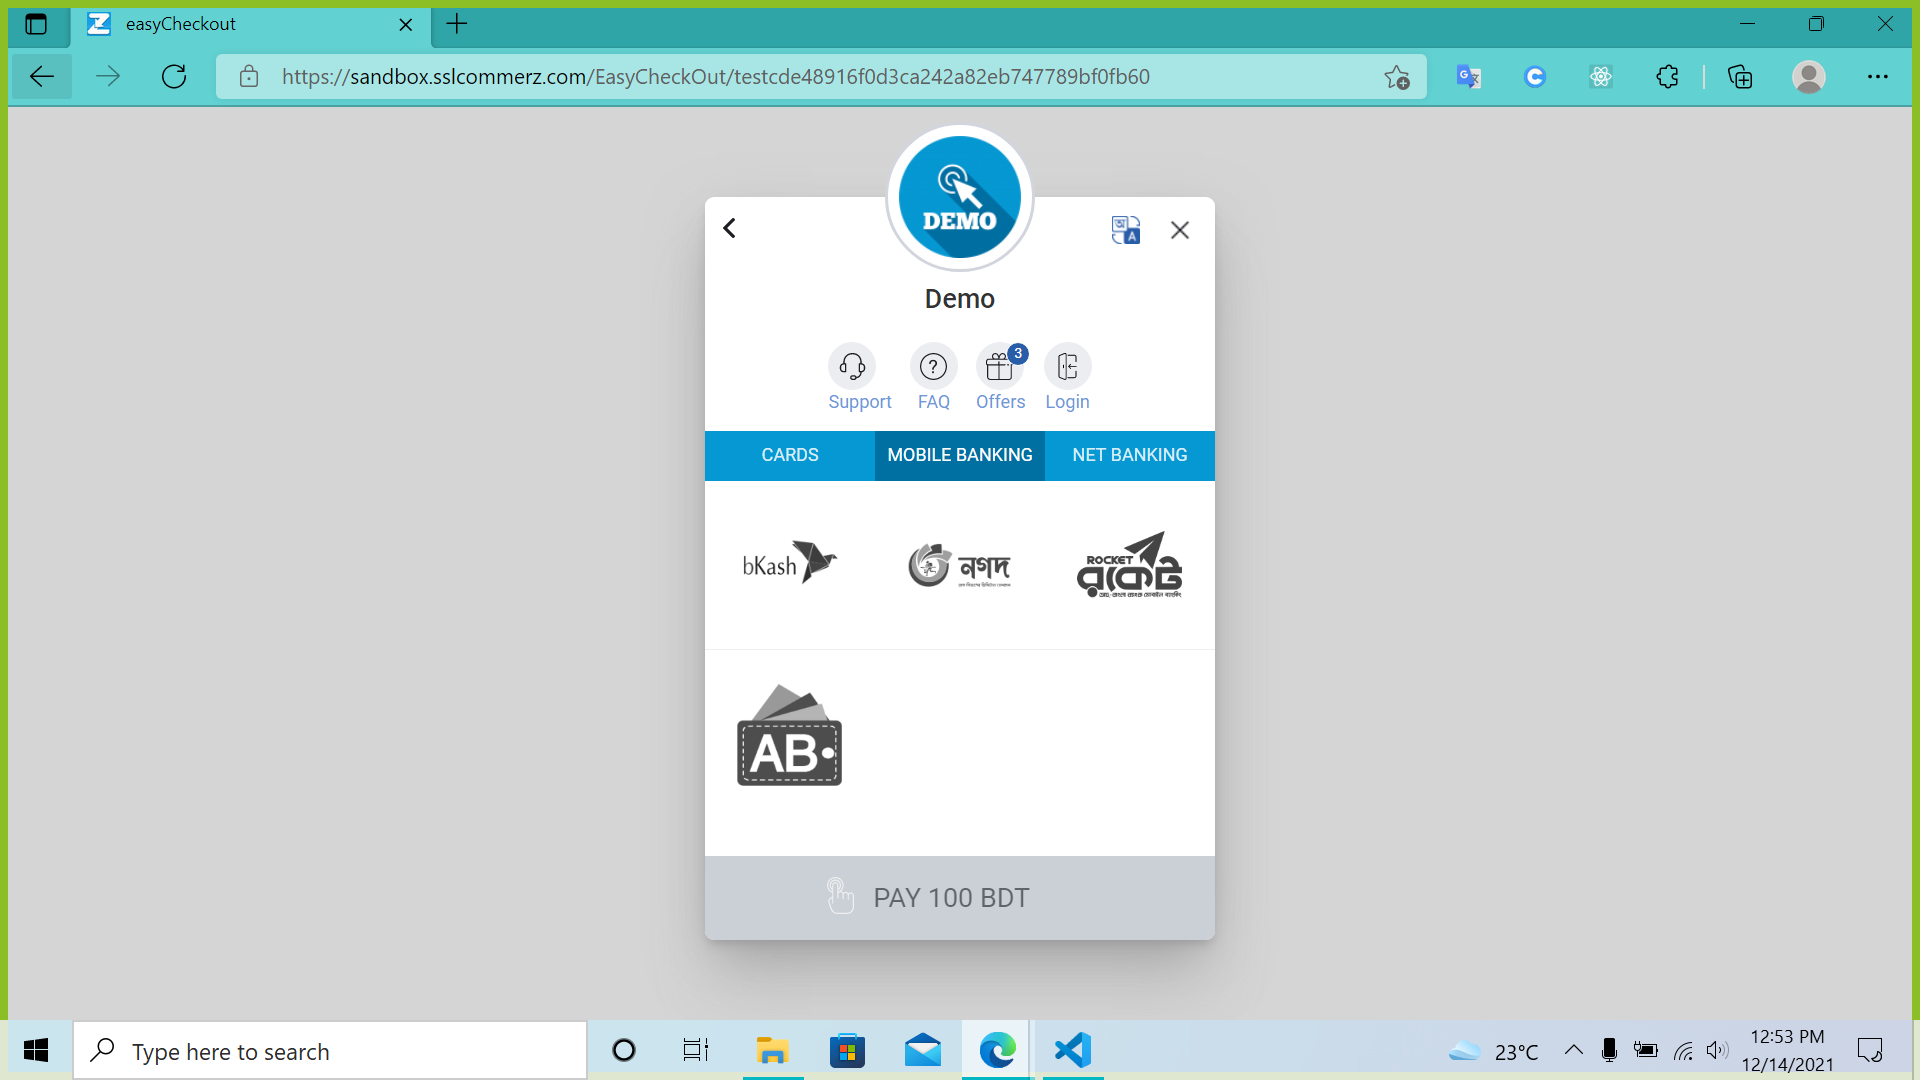 easyCheckout
https://sandbox.sslcommerz.com/EasyCheckOut/testcde48916f0d3ca242a82eb747789bf0fb60
DEMO
Demo
3
Support FAQ Offers Login
CARDS MOBILE BANKING NET BANKING
bKash
নগদ
ROCKET
রকেট
AB
PAY 100 BDT
Type here to search
23°C
12:53 PM
12/14/2021